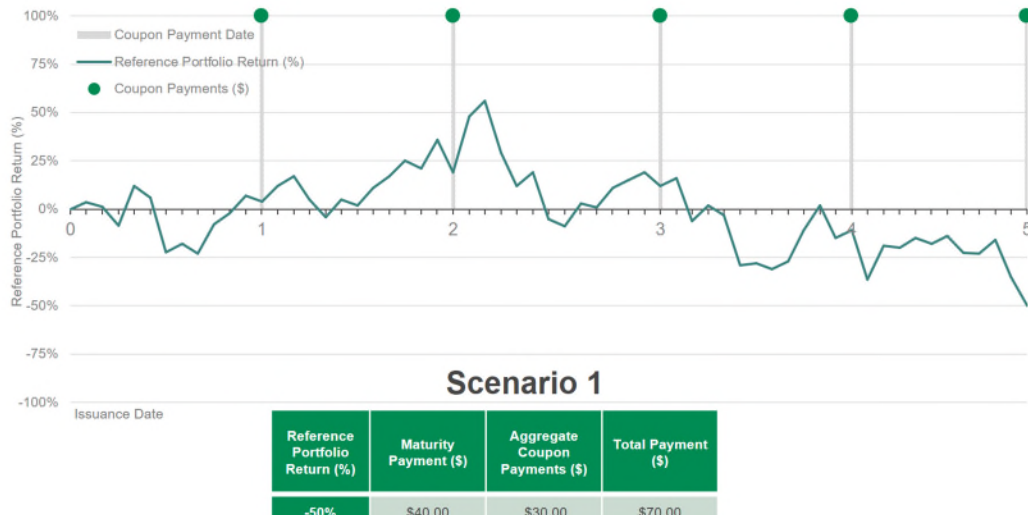 100%
75%
50%
25%
0%
-25%
-50%
-75%
-100%
Reference Portfolio Return (%)
Coupon Payment Date
Reference Portfolio Return (%)
Coupon Payments ($)
0
1
2
3
4
5
Issuance Date
Scenario 1
Reference Portfolio Return (%)
Maturity Payment ($)
Aggregate Coupon Payments ($)
Total Payment ($)
-50%
$40.00
$30.00
$70.00